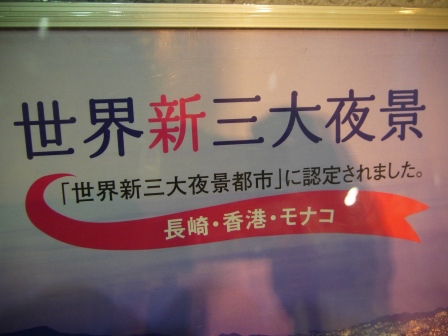 世界新三大夜景
「世界新三大夜景都市」に認定されました。
長崎・香港・モナコ